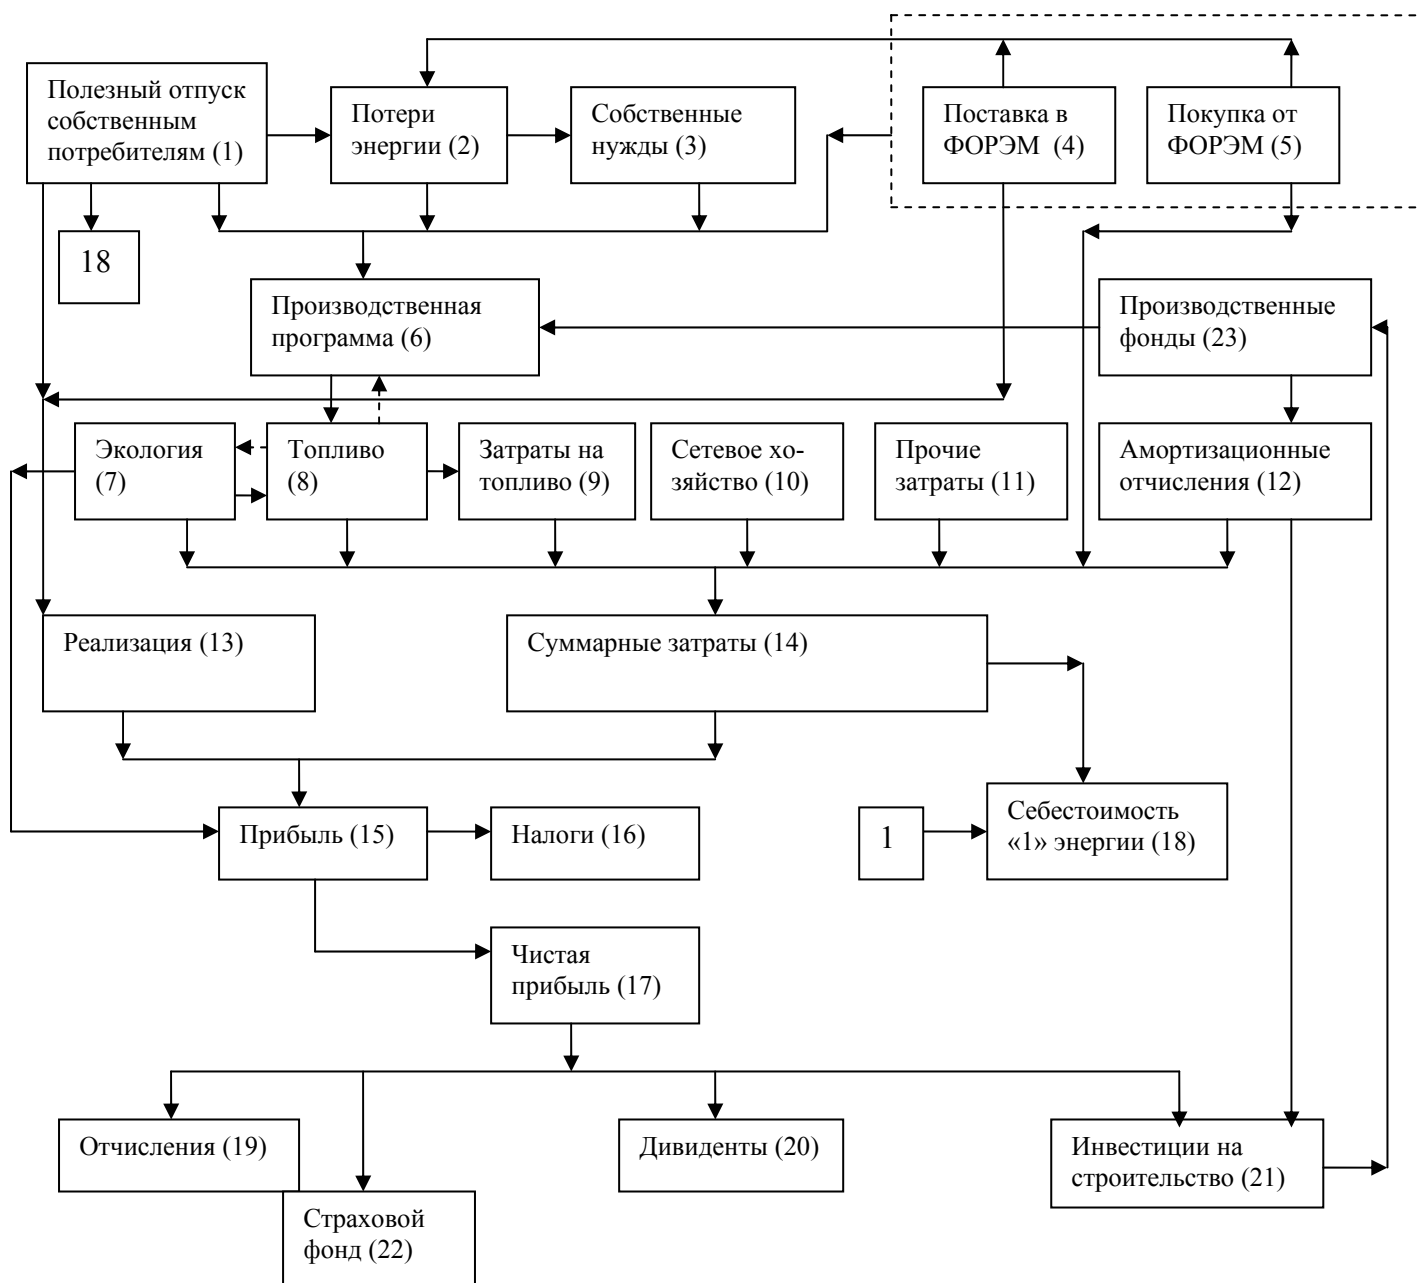 Полезный отпуск
собственным
потребителям (1)
Потери
энергии (2)
Собственные
нужды (3)
Поставка в
ФОРЭМ (4)
Покупка от
ФОРЭМ (5)
18
Производственная
программа (6)
Производственные
фонды (23)
Экология
(7)
Топливо
(8)
Затраты на
топливо (9)
Сетевое хо-
зяйство (10)
Прочие
затраты (11)
Амортизационные
отчисления (12)
Реализация (13)
Суммарные затраты (14)
Прибыль (15)
Налоги (16)
1
Себестоимость
«1» энергии (18)
Чистая
прибыль (17)
Отчисления (19)
Дивиденты (20)
Инвестиции на
строительство (21)
Страховой
фонд (22)